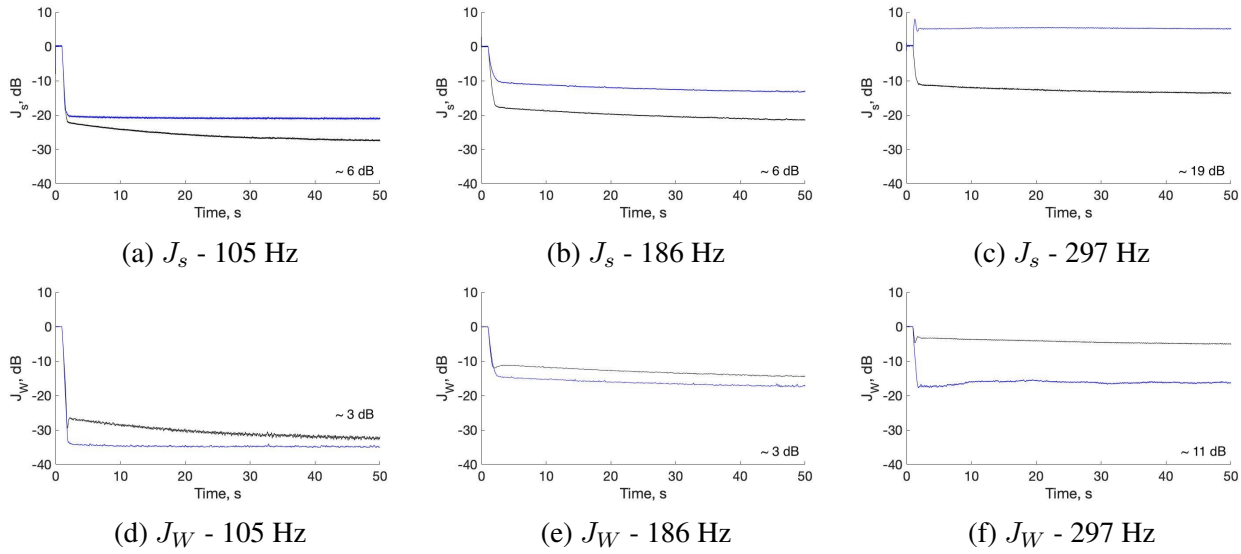 10
0
-10
-20
-30
-40
J_s, dB
0 10 20 30 40 50
Time, s
~ 6 dB
(a) J_s - 105 Hz
10
0
-10
-20
-30
-40
J_s, dB
0 10 20 30 40 50
Time, s
~ 6 dB
(b) J_s - 186 Hz
10
0
-10
-20
-30
-40
J_s, dB
0 10 20 30 40 50
Time, s
~ 19 dB
(c) J_s - 297 Hz
10
0
-10
-20
-30
-40
J_W, dB
0 10 20 30 40 50
Time, s
~ 3 dB
(d) J_W - 105 Hz
10
0
-10
-20
-30
-40
J_W, dB
0 10 20 30 40 50
Time, s
~ 3 dB
(e) J_W - 186 Hz
10
0
-10
-20
-30
-40
J_W, dB
0 10 20 30 40 50
Time, s
~ 11 dB
(f) J_W - 297 Hz